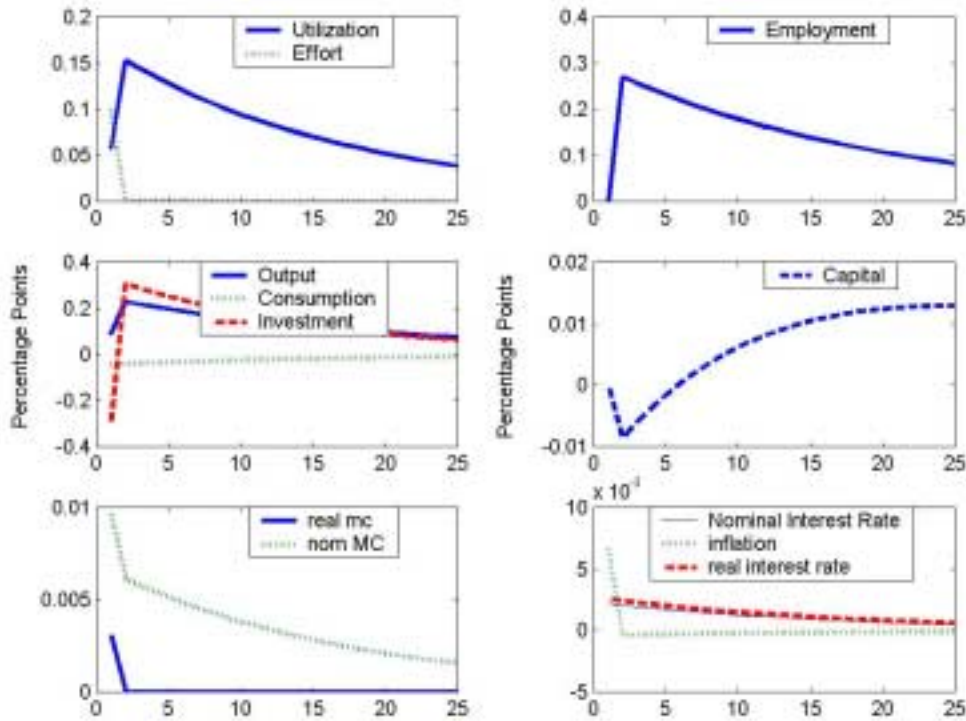 0.2
0.15
0.1
0.05
0
0 5 10 15 20 25
Utilization
Effort
0.4
0.3
0.2
0.1
0
0 5 10 15 20 25
Employment
Percentage Points
0.4
0.2
0
-0.2
-0.4
0 5 10 15 20 25
Output
Consumption
Investment
Percentage Points
0.02
0.01
0
-0.01
0 5 10 15 20 25
Capital
0.01
0.005
0
0 5 10 15 20 25
real mc
nom MC
10
5
0
-5
0 5 10 15 20 25
x 10
Nominal Interest Rate
inflation
real interest rate